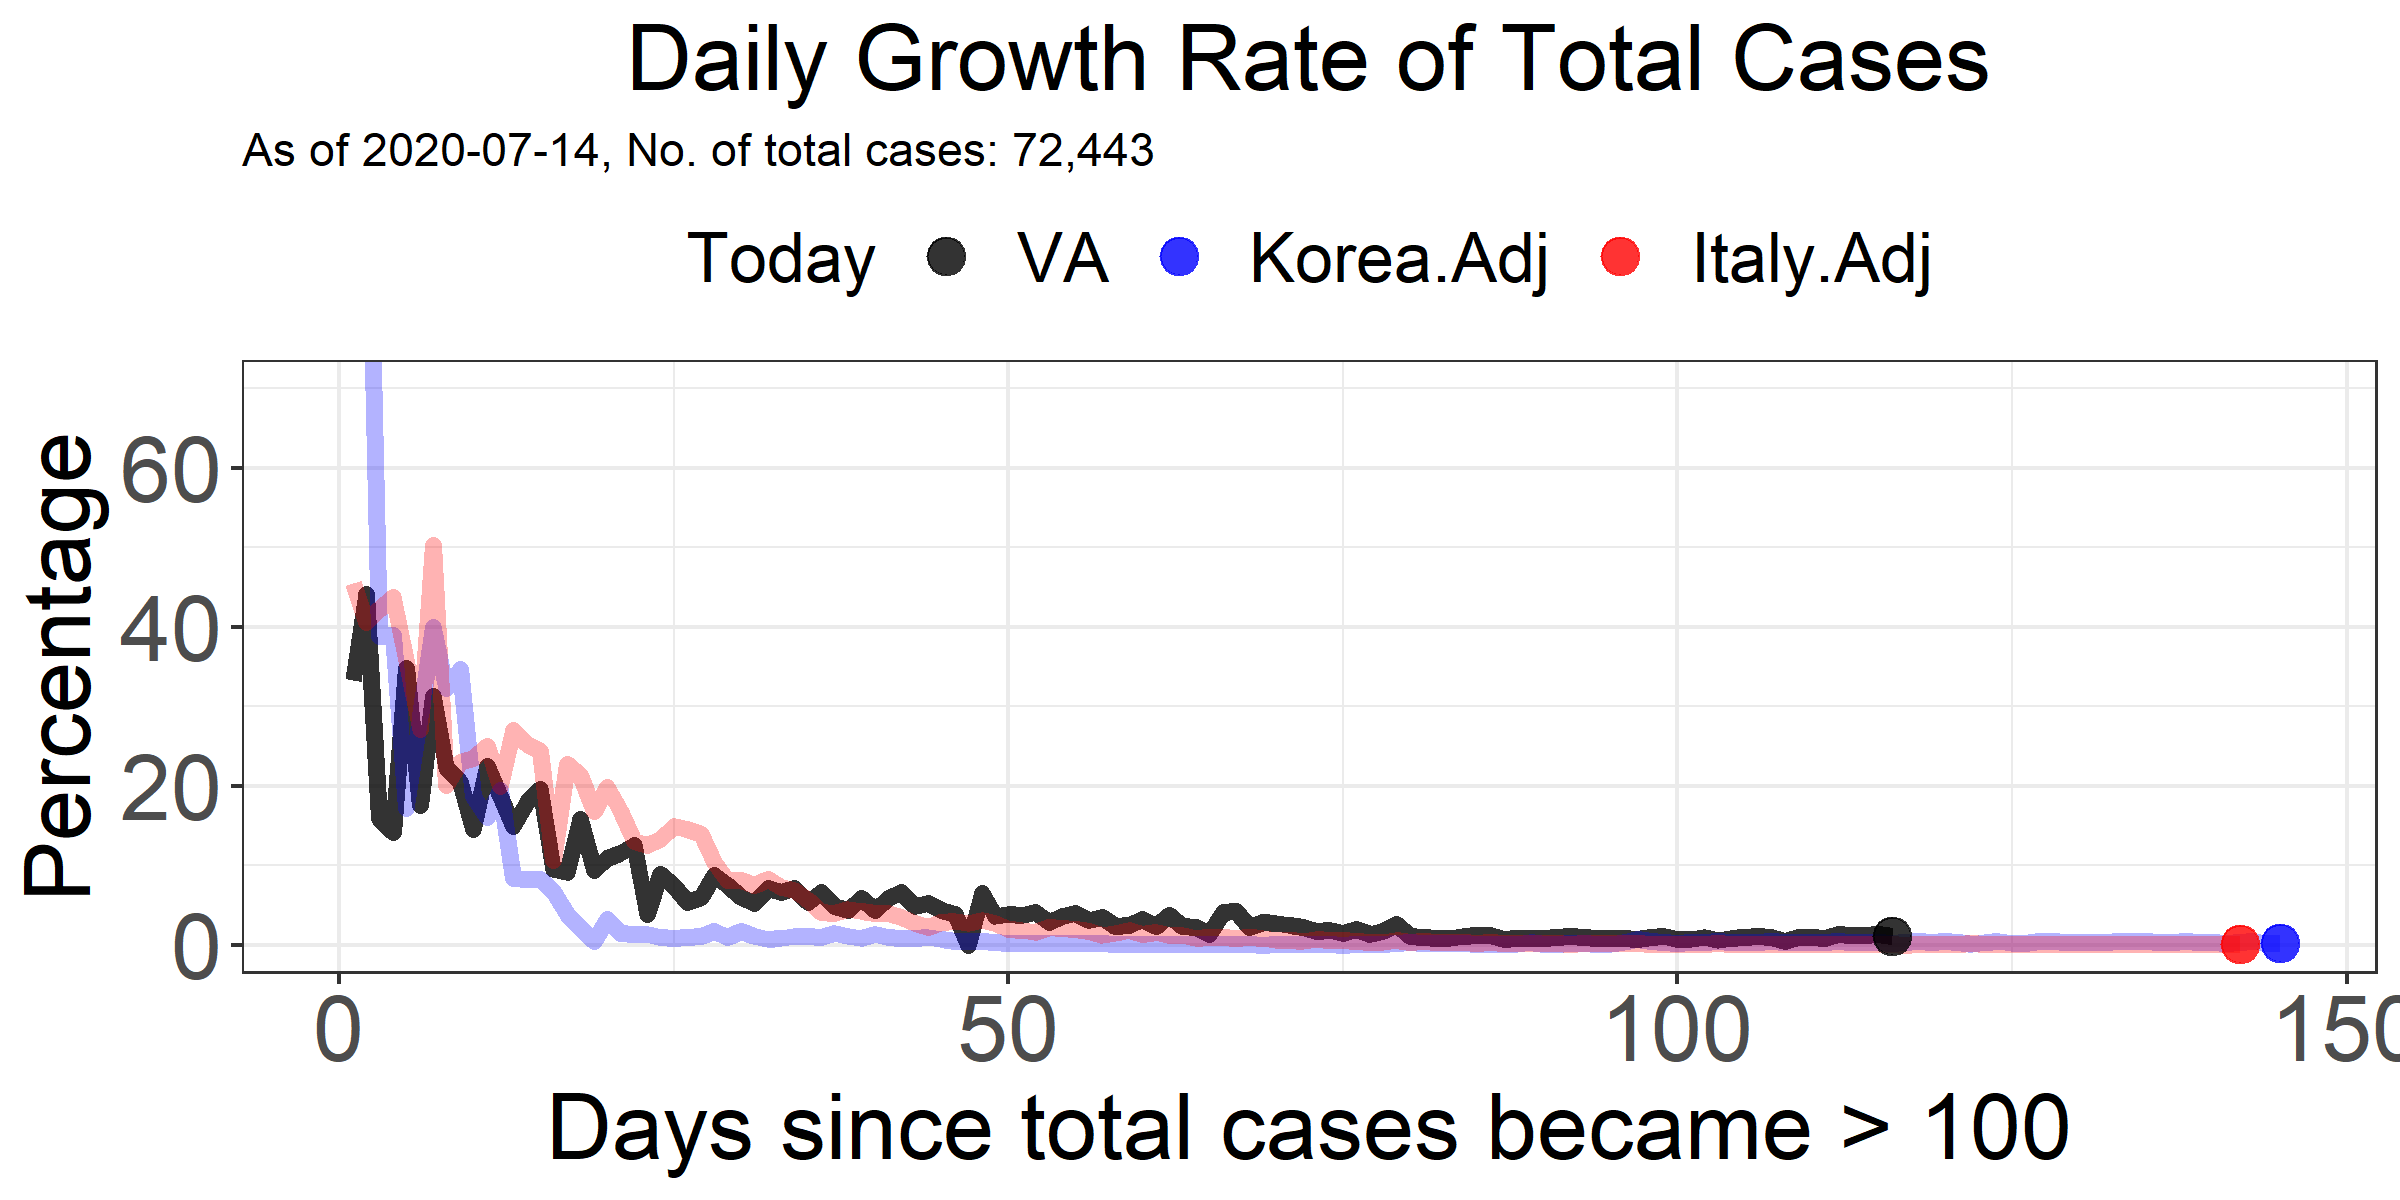 Daily Growth Rate of Total Cases
As of 2020-07-14, No. of total cases: 72,443
Today VA Korea.Adj Italy.Adj
Percentage
60
40
20
0
0 50 100 150
Days since total cases became > 100